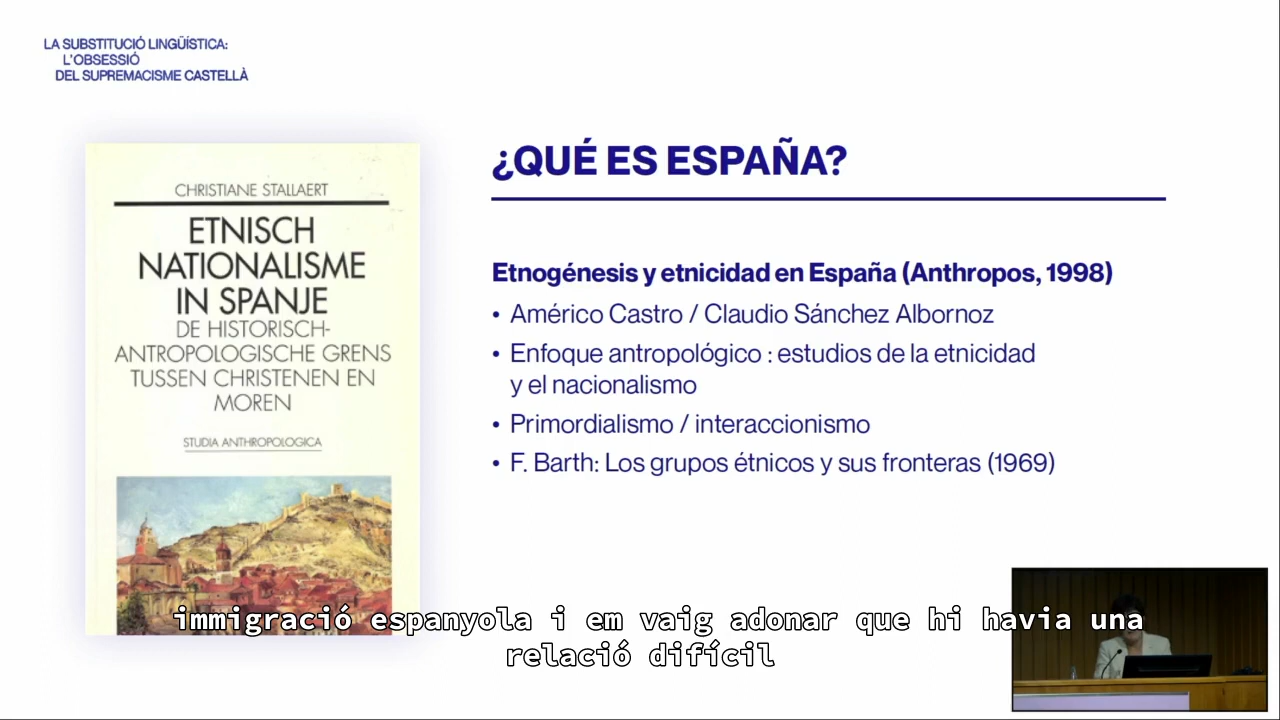 LA SUBSTITUCIÓ LINGÜÍSTICA:
L'OBSESSIÓ
DEL SUPREMACISME CASTELLÀ
CHRISTIANE STALLAERT
ETNISCH
NATIONALISME
IN SPANJE
DE HISTORISCH-
ANTROPOLOGISCHE GRENS
TUSSEN CHRISTENEN EN
MOREN
STUDIA ANTHROPOLOGICA
¿QUÉ ES ESPAÑA?
Etnogénesis y etnicidad en España (Anthropos, 1998)
• Américo Castro / Claudio Sánchez Albornoz
• Enfoque antropológico : estudios de la etnicidad
y el nacionalismo
• Primordialismo / interaccionismo
• F. Barth: Los grupos étnicos y sus fronteras (1969)
immigració espanyola i em vaig adonar que hi havia una
relació difícil